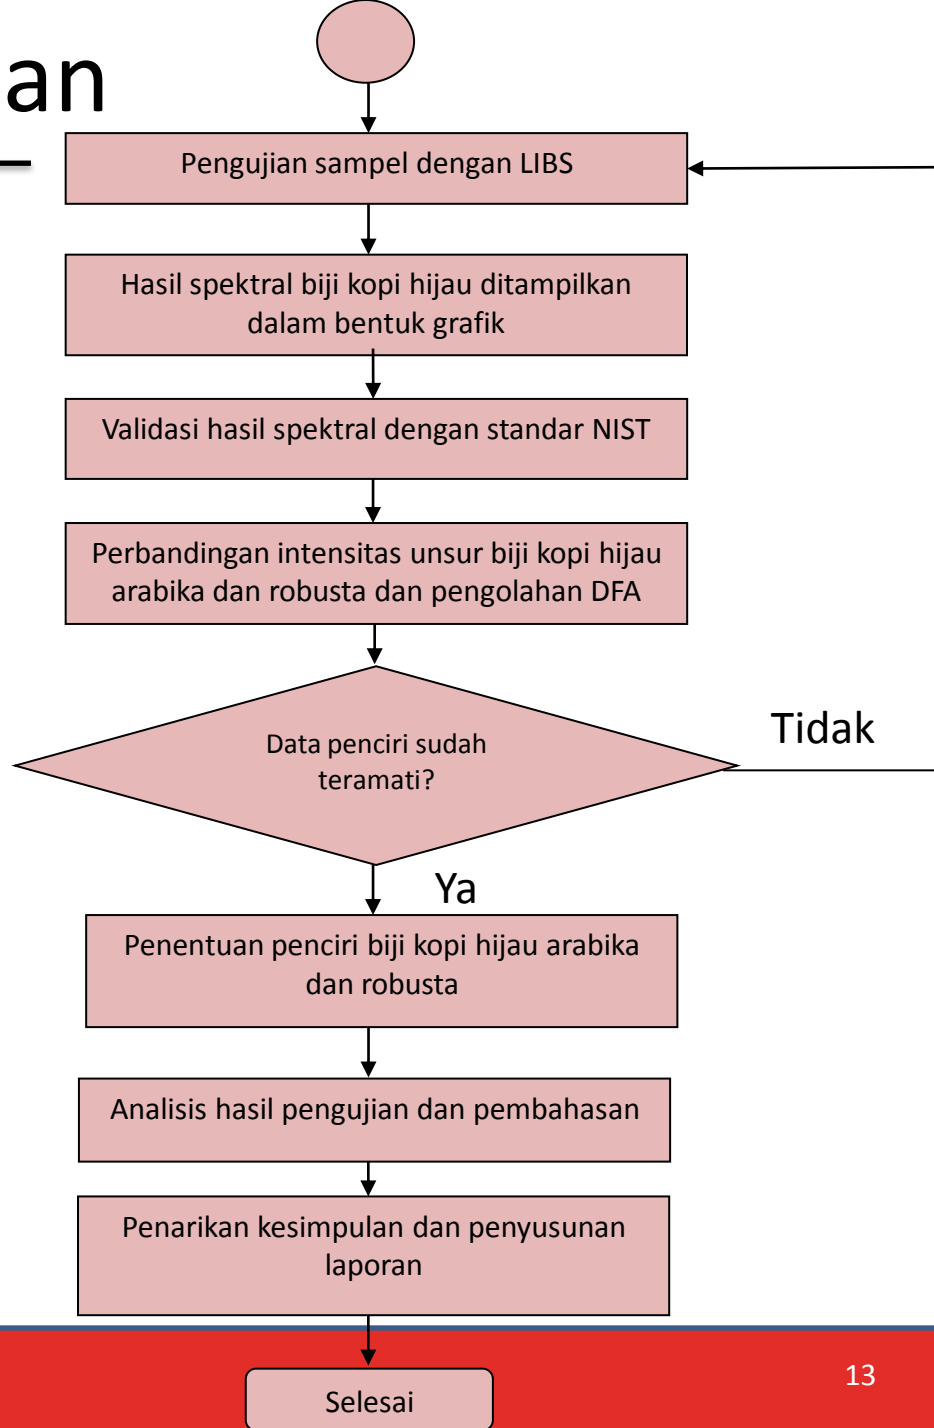 an
Pengujian sampel dengan LIBS
Hasil spektral biji kopi hijau ditampilkan
dalam bentuk grafik
Validasi hasil spektral dengan standar NIST
Perbandingan intensitas unsur biji kopi hijau
arabika dan robusta dan pengolahan DFA
Data penciri sudah
teramati?
Tidak
Ya
Penentuan penciri biji kopi hijau arabika
dan robusta
Analisis hasil pengujian dan pembahasan
Penarikan kesimpulan dan penyusunan
laporan
Selesai
13